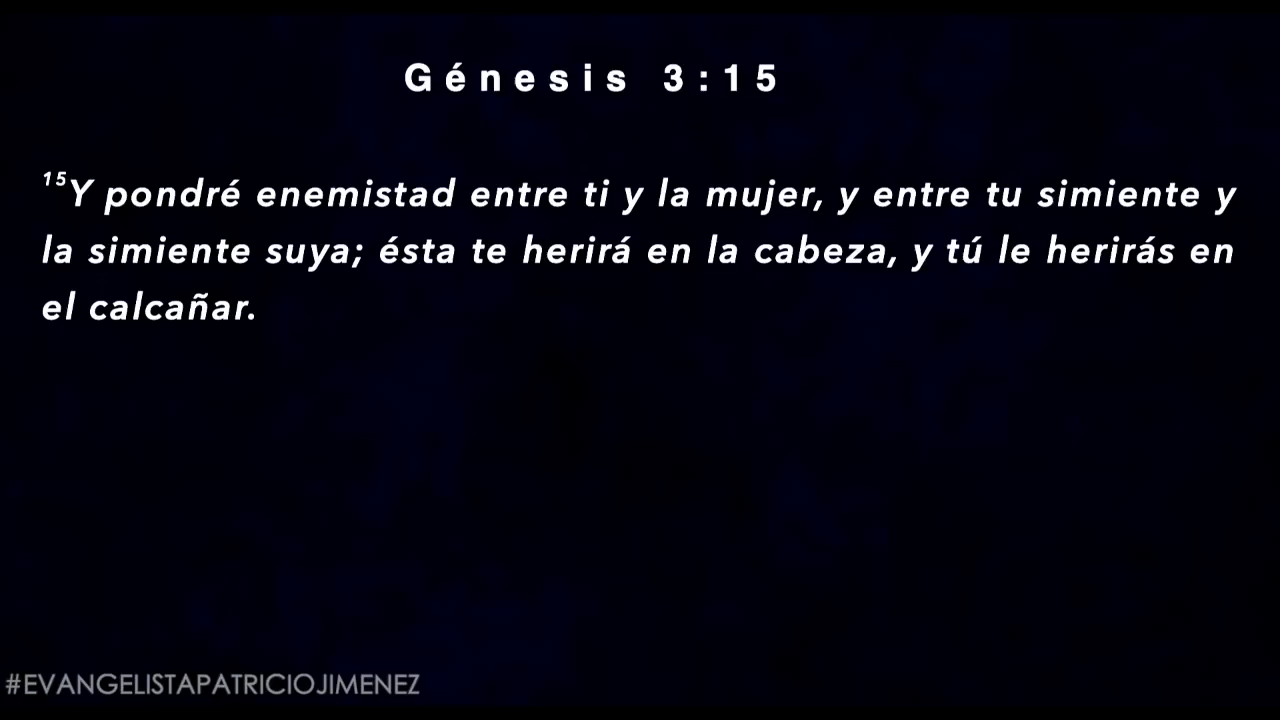 Génesis 3:15
15Y pondré enemistad entre ti y la mujer, y entre tu simiente y
la simiente suya; ésta te herirá en la cabeza, y tú le herirás en
el calcañar.
#EVANGELISTAPATRICIOJIMENEZ